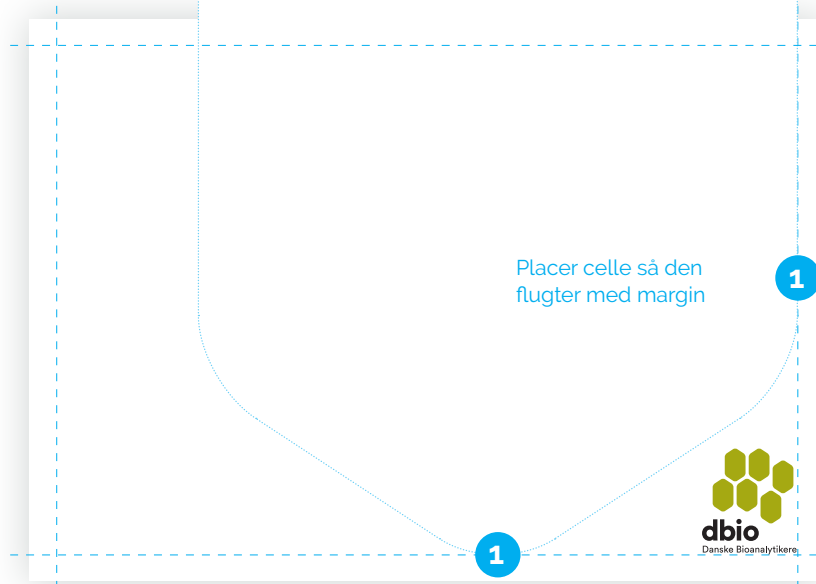 Placer celle så den
flugter med margin
1
dbio
Danske Bioanalytikere
1